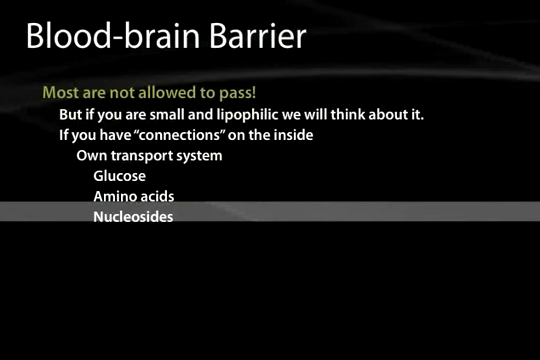 Blood-brain Barrier
Most are not allowed to pass!
But if you are small and lipophilic we will think about it.
If you have “connections” on the inside
Own transport system
Glucose
Amino acids
Nucleosides